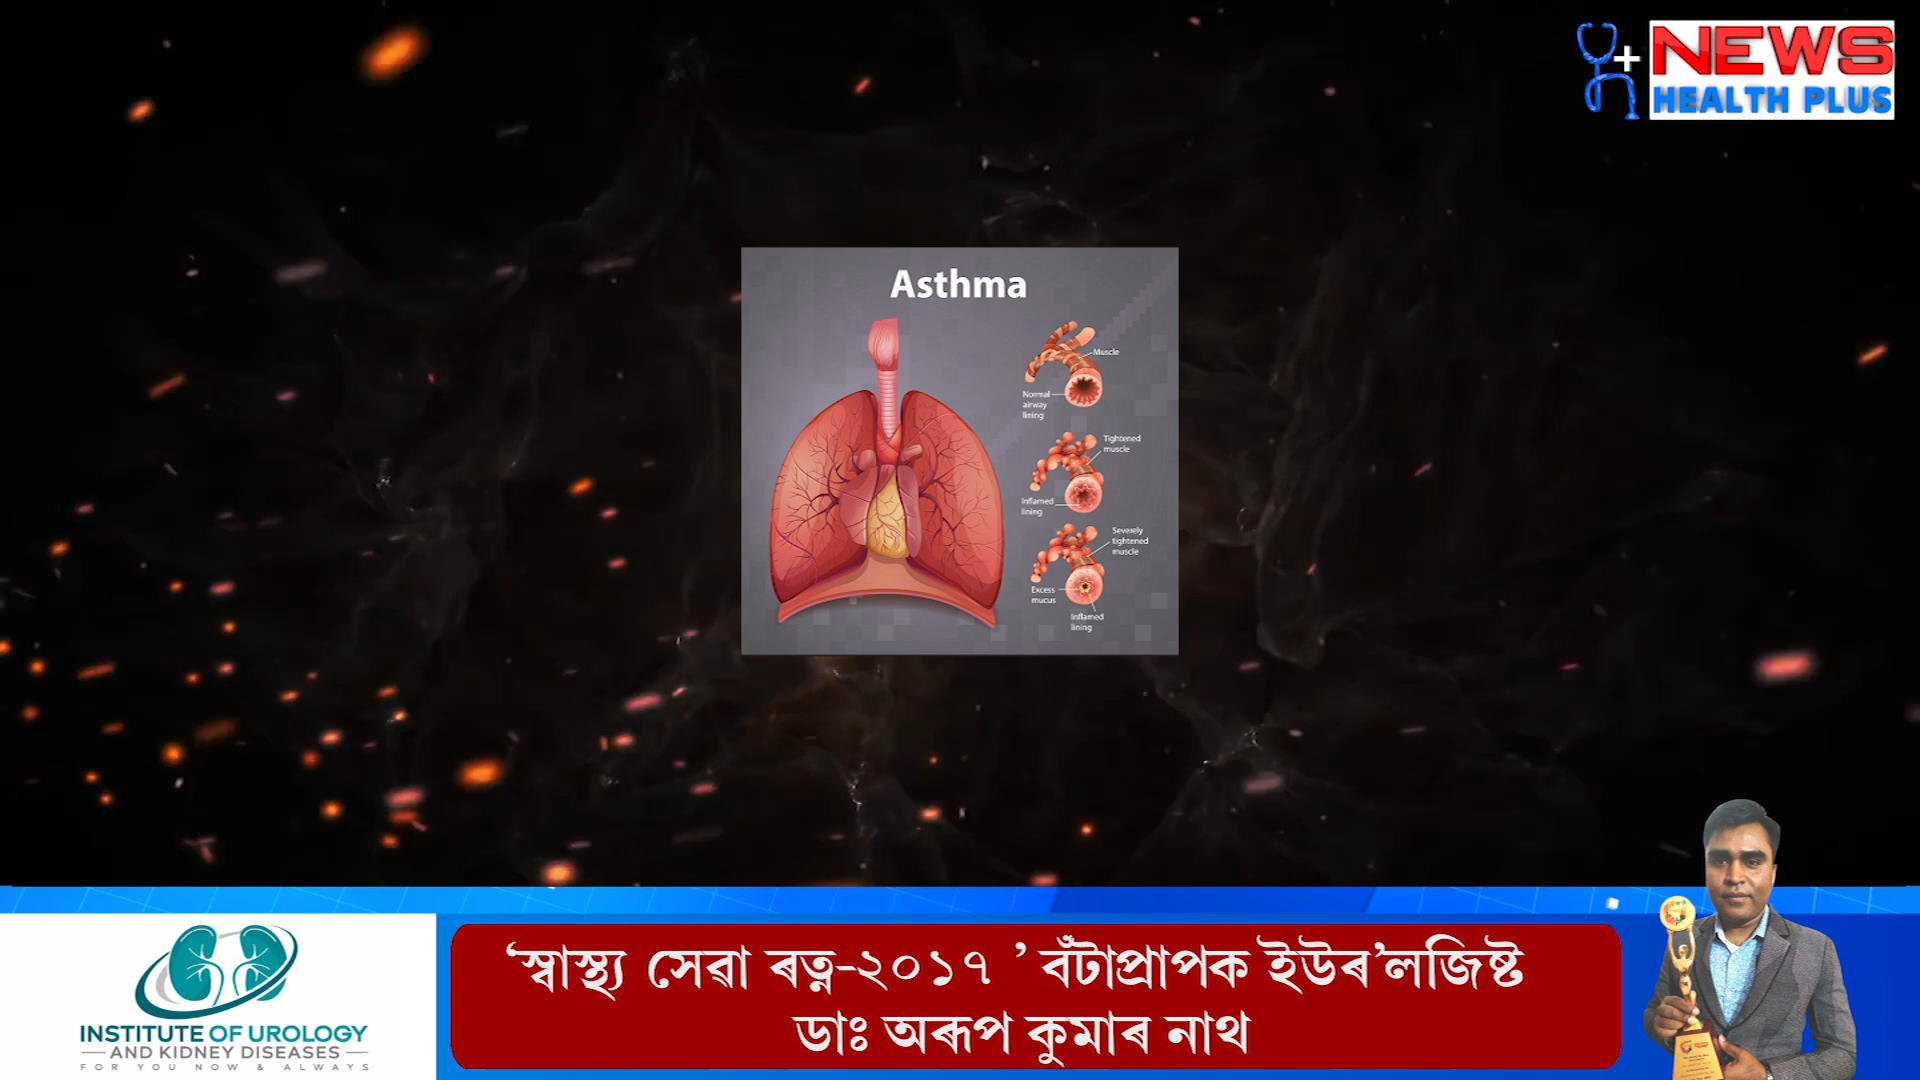 NEWS
HEALTH PLUS
Asthma
Muscle
Normal
airway
lining
Tightened
muscle
Inflamed
lining
Severely
tightened
muscle
Excess
mucus
Inflamed
lining
INSTITUTE OF UROLOGY
AND KIDNEY DISEASES
FOR YOU NOW & ALWAYS
‘স্বাস্থ্য সেৱা ৰত্ন-২০১৭ ’ বঁটাপ্ৰাপক ইউৰ’লজিষ্ট
ডাঃ অৰূপ কুমাৰ নাথ